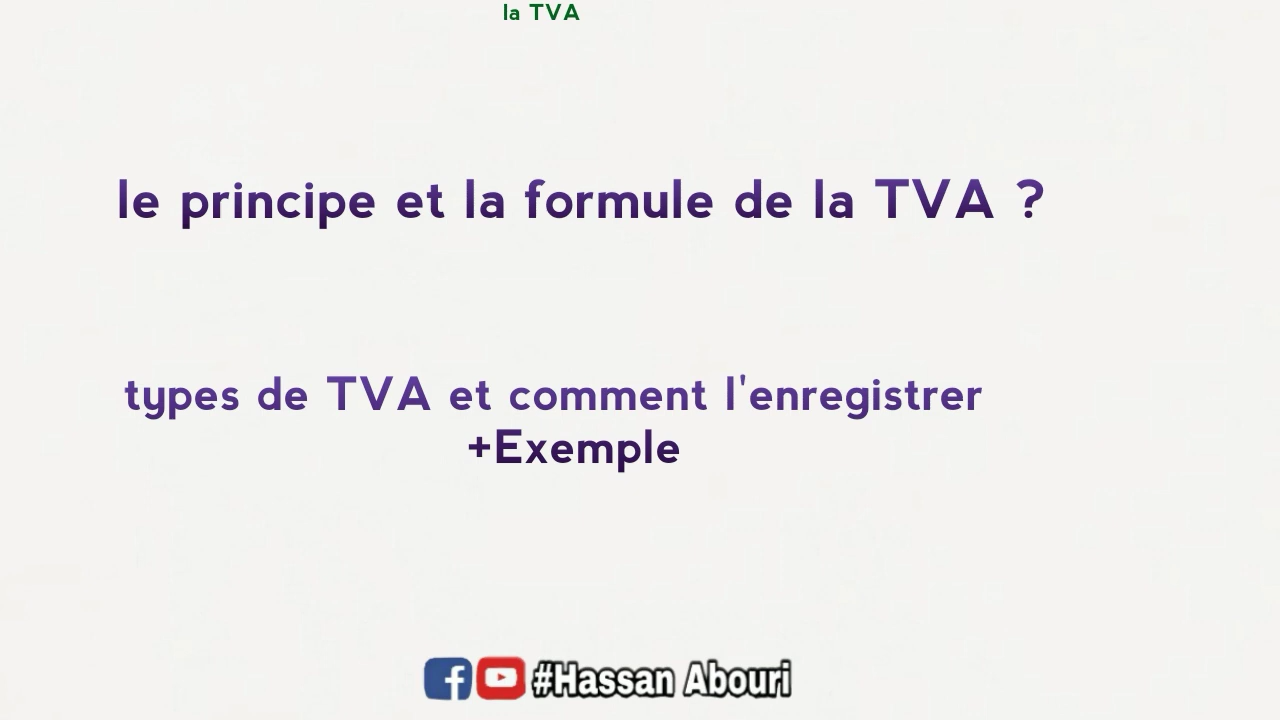 la TVA
le principe et la formule de la TVA ?
types de TVA et comment l'enregistrer
+Exemple
#Hassan Abouri